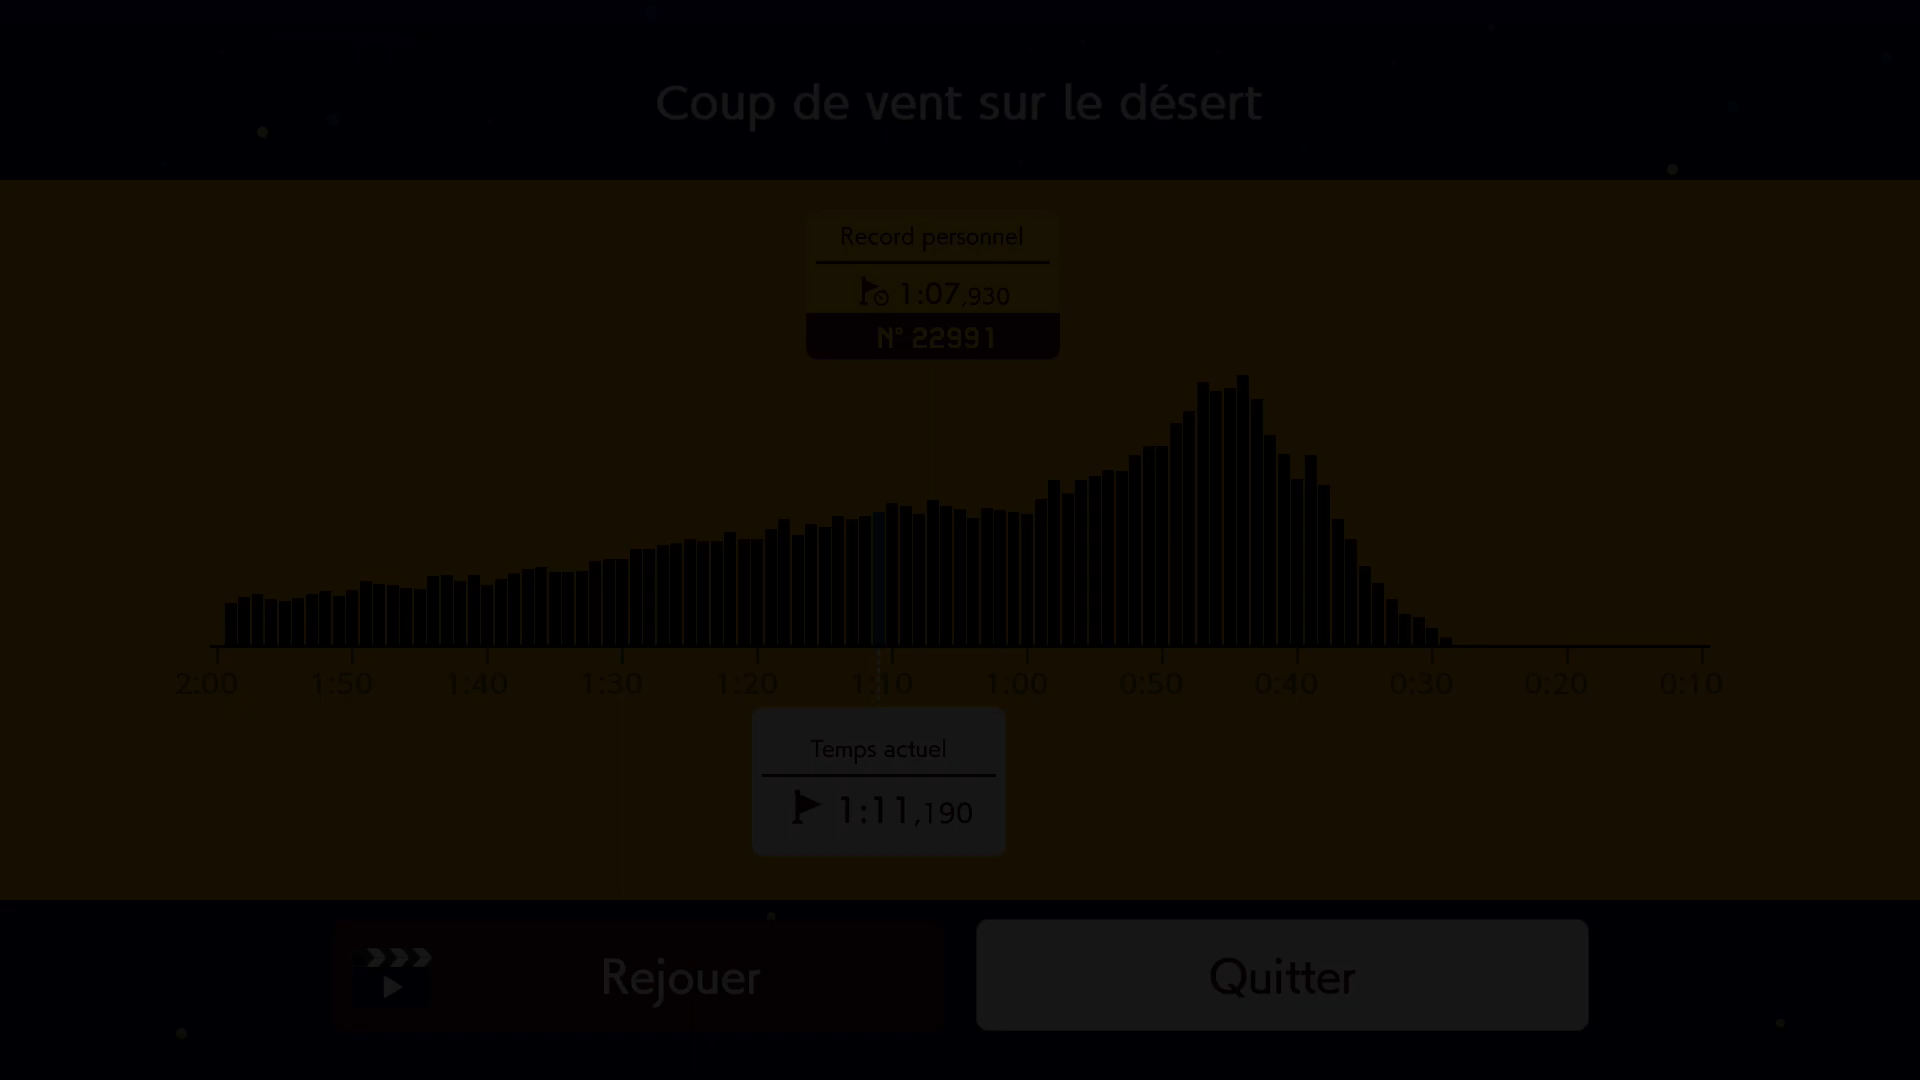 Coup de vent sur le désert
Record personnel
1:07,930
N° 22991
2:00 1:50 1:40 1:30 1:20 1:10 1:00 0:50 0:40 0:30 0:20 0:10
Temps actuel
1:11,190
Rejouer
Quitter